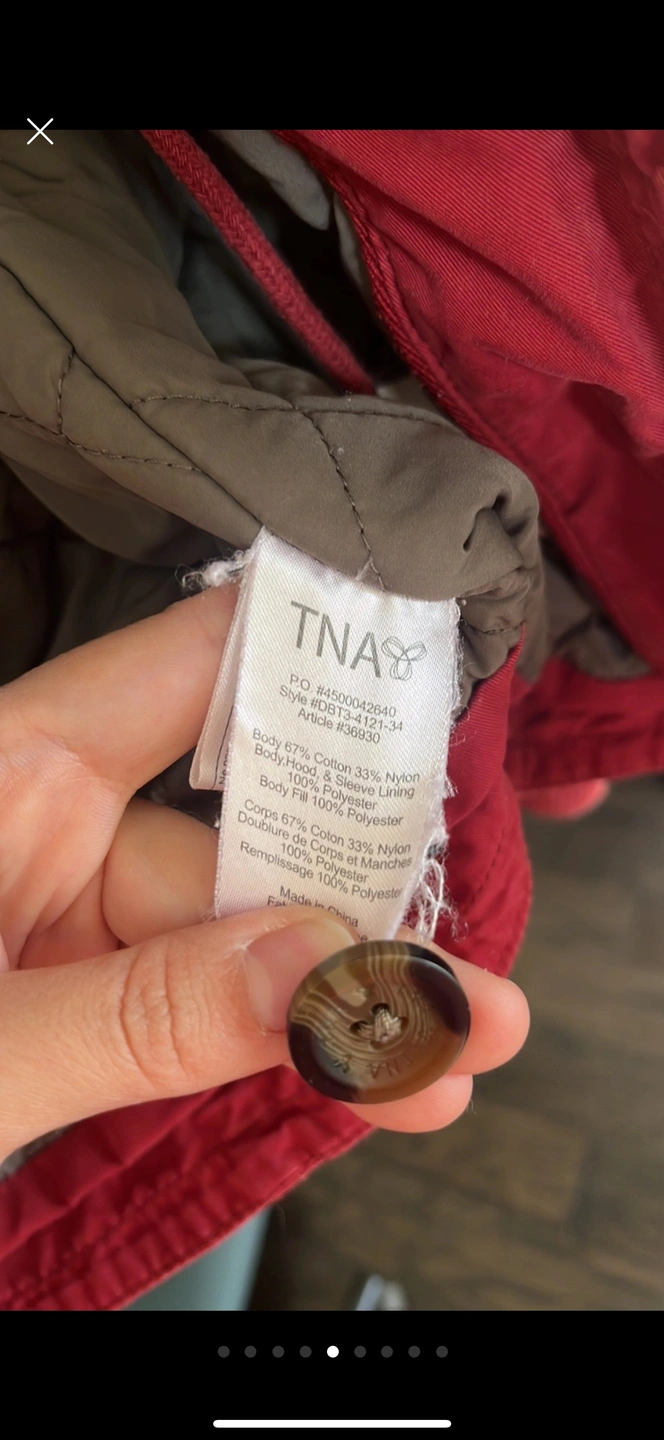 TNA
P.O. #4500042640
Style #DBT3-4121-34
Article #36930
Body 67% Cotton 33% Nylon
Body,Hood, & Sleeve Lining
100% Polyester
Body Fill 100% Polyester
Corps 67% Coton 33% Nylon
Doublure de Corps et Manches
100% Polyester
Remplissage 100% Polyester
Made in China
TNA